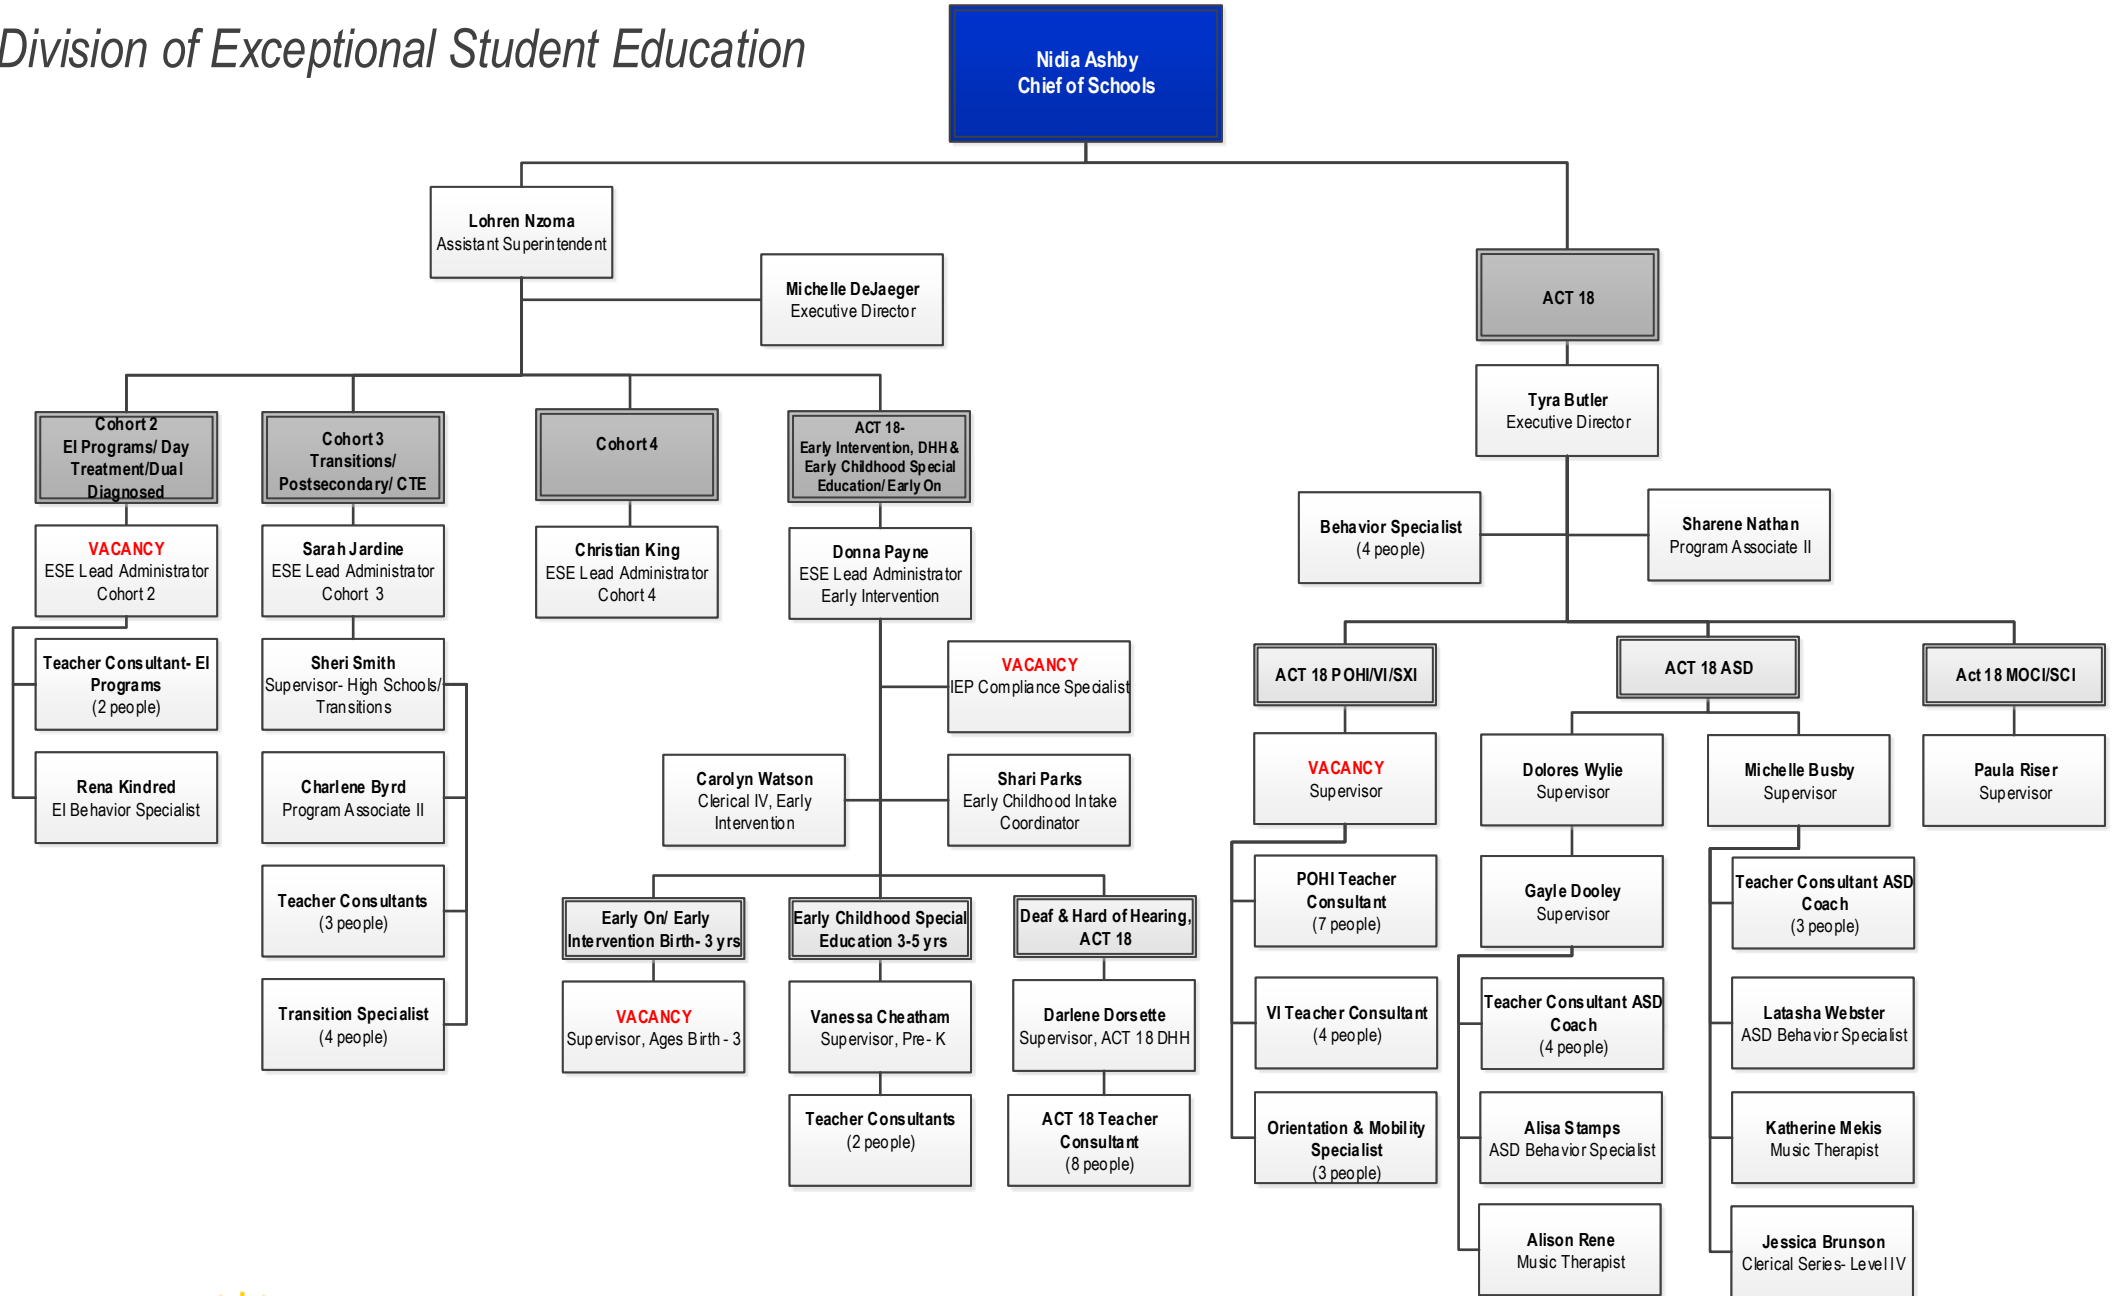 Division of Exceptional Student Education
Nidia Ashby
Chief of Schools
Lohren Nzoma
Assistant Superintendent
Michelle DeJaeger
Executive Director
ACT 18
Tyra Butler
Executive Director
Behavior Specialist
(4 people)
Sharene Nathan
Program Associate II
Cohort 2
EI Programs/ Day
Treatment/Dual
Diagnosed
VACANCY
ESE Lead Administrator
Cohort 2
Teacher Consultant- EI
Programs
(2 people)
Rena Kindred
EI Behavior Specialist
Cohort 3
Transitions/
Postsecondary/ CTE
Sarah Jardine
ESE Lead Administrator
Cohort 3
Sheri Smith
Supervisor- High Schools/
Transitions
Charlene Byrd
Program Associate II
Teacher Consultants
(3 people)
Transition Specialist
(4 people)
Cohort 4
Christian King
ESE Lead Administrator
Cohort 4
ACT 18-
Early Intervention, DHH &
Early Childhood Special
Education/ Early On
Donna Payne
ESE Lead Administrator
Early Intervention
VACANCY
IEP Compliance Specialist
Carolyn Watson
Clerical IV, Early
Intervention
Shari Parks
Early Childhood Intake
Coordinator
Early On/ Early
Intervention Birth- 3 yrs
VACANCY
Supervisor, Ages Birth - 3
Early Childhood Special
Education 3-5 yrs
Vanessa Cheatham
Supervisor, Pre- K
Teacher Consultants
(2 people)
Deaf & Hard of Hearing,
ACT 18
Darlene Dorsette
Supervisor, ACT 18 DHH
ACT 18 Teacher
Consultant
(8 people)
ACT 18 POHI/VI/SXI
VACANCY
Supervisor
POHI Teacher
Consultant
(7 people)
VI Teacher Consultant
(4 people)
Orientation & Mobility
Specialist
(3 people)
ACT 18 ASD
Dolores Wylie
Supervisor
Gayle Dooley
Supervisor
Teacher Consultant ASD
Coach
(4 people)
Alisa Stamps
ASD Behavior Specialist
Alison Rene
Music Therapist
Michelle Busby
Supervisor
Teacher Consultant ASD
Coach
(3 people)
Latasha Webster
ASD Behavior Specialist
Katherine Mekis
Music Therapist
Jessica Brunson
Clerical Series- Level IV
Act 18 MOCI/SCI
Paula Riser
Supervisor